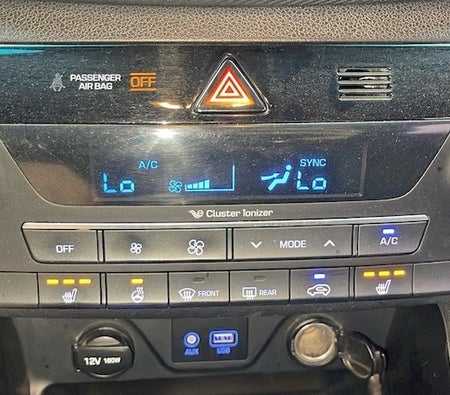 PASSENGER
AIR BAG OFF
A/C SYNC
Lo Lo
Cluster Ionizer
OFF MODE A/C
FRONT REAR
12V 180W AUX USB